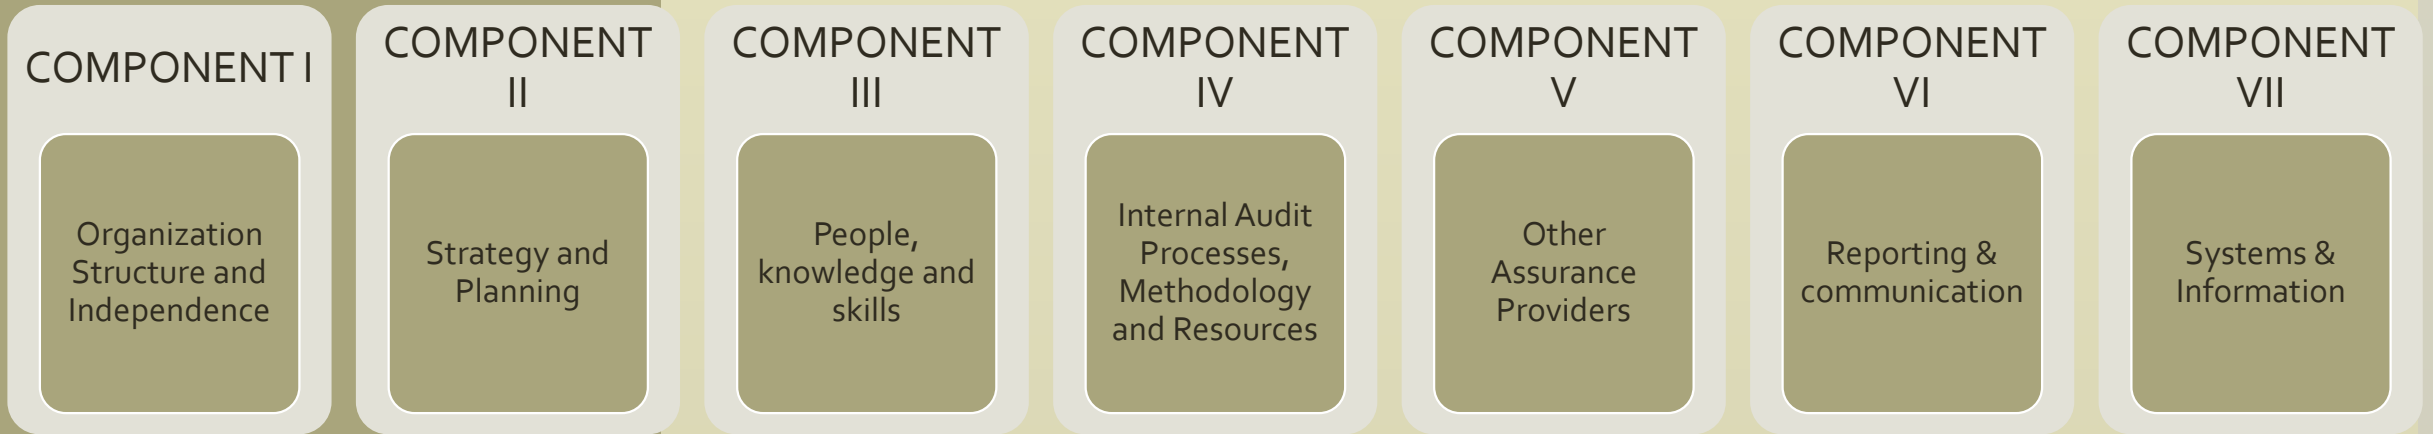 COMPONENT I
Organization
Structure and
Independence
COMPONENT
II
Strategy and
Planning
COMPONENT
III
People,
knowledge and
skills
COMPONENT
IV
Internal Audit
Processes,
Methodology
and Resources
COMPONENT
V
Other
Assurance
Providers
COMPONENT
VI
Reporting &
communication
COMPONENT
VII
Systems &
Information